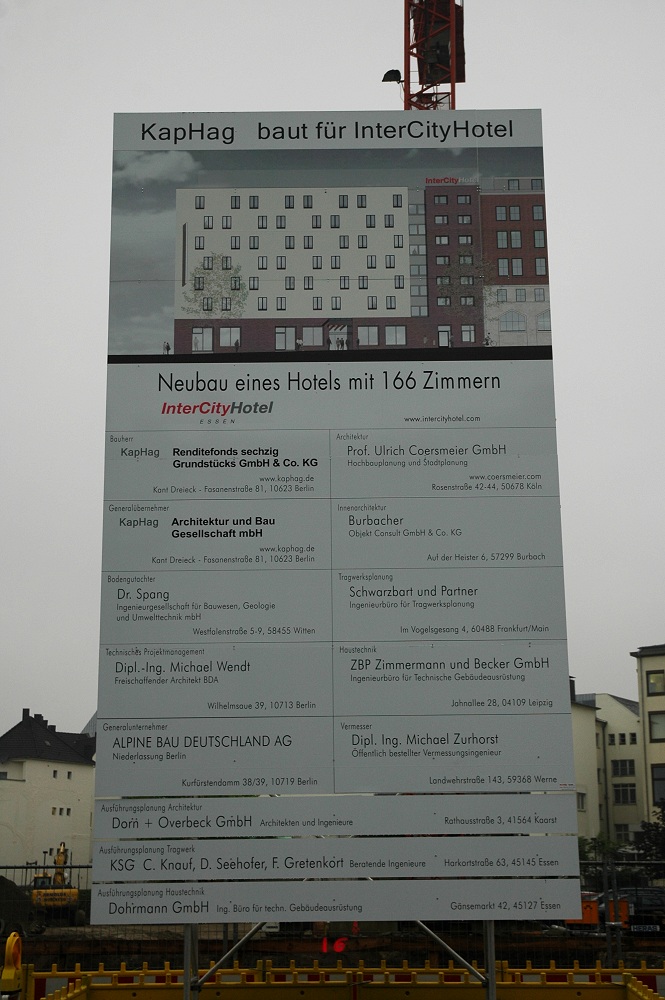 KapHag baut für InterCityHotel
InterCityHotel
Neubau eines Hotels mit 166 Zimmern
InterCityHotel
ESSEN
www.intercityhotel.com
Bauherr
KapHag Renditefonds sechzig
Grundstücks GmbH & Co. KG
www.kaphag.de
Kant Dreieck - Fasanenstraße 81, 10623 Berlin
Architektur
Prof. Ulrich Coersmeier GmbH
Hochbauplanung und Stadtplanung
www.coersmeier.com
Rosenstraße 42-44, 50678 Köln
Generalübernehmer
KapHag Architektur und Bau
Gesellschaft mbH
www.kaphag.de
Kant Dreieck - Fasanenstraße 81, 10623 Berlin
Innenarchitektur
Burbacher
Objekt Consult GmbH & Co. KG
Auf der Heister 6, 57299 Burbach
Bodengutachter
Dr. Spang
Ingenieurgesellschaft für Bauwesen, Geologie
und Umwelttechnik mbH
Westfalenstraße 5-9, 58455 Witten
Tragwerksplanung
Schwarzbart und Partner
Ingenieurbüro für Tragwerksplanung
Im Vogelsgesang 4, 60488 Frankfurt/Main
Technisches Projektmanagement
Dipl.-Ing. Michael Wendt
Freischaffender Architekt BDA
Wilhelmsaue 39, 10713 Berlin
Haustechnik
ZBP Zimmermann und Becker GmbH
Ingenieurbüro für Technische Gebäudeausrüstung
Jahnallee 28, 04109 Leipzig
Generalunternehmer
ALPINE BAU DEUTSCHLAND AG
Niederlassung Berlin
Kurfürstendamm 38/39, 10719 Berlin
Vermesser
Dipl. Ing. Michael Zurhorst
Öffentlich bestellter Vermessungsingenieur
Landwehrstraße 143, 59368 Werne
Ausführungsplanung Architektur
Dorn + Overbeck GmbH Architekten und Ingenieure Rathausstraße 3, 41564 Kaarst
Ausführungsplanung Tragwerk
KSG C. Knauf, D. Seehofer, F. Gretenkort Beratende Ingenieure Harkortstraße 63, 45145 Essen
Ausführungsplanung Haustechnik
Dohrmann GmbH Ing. Büro für techn. Gebäudeausrüstung Gänsemarkt 42, 45127 Essen